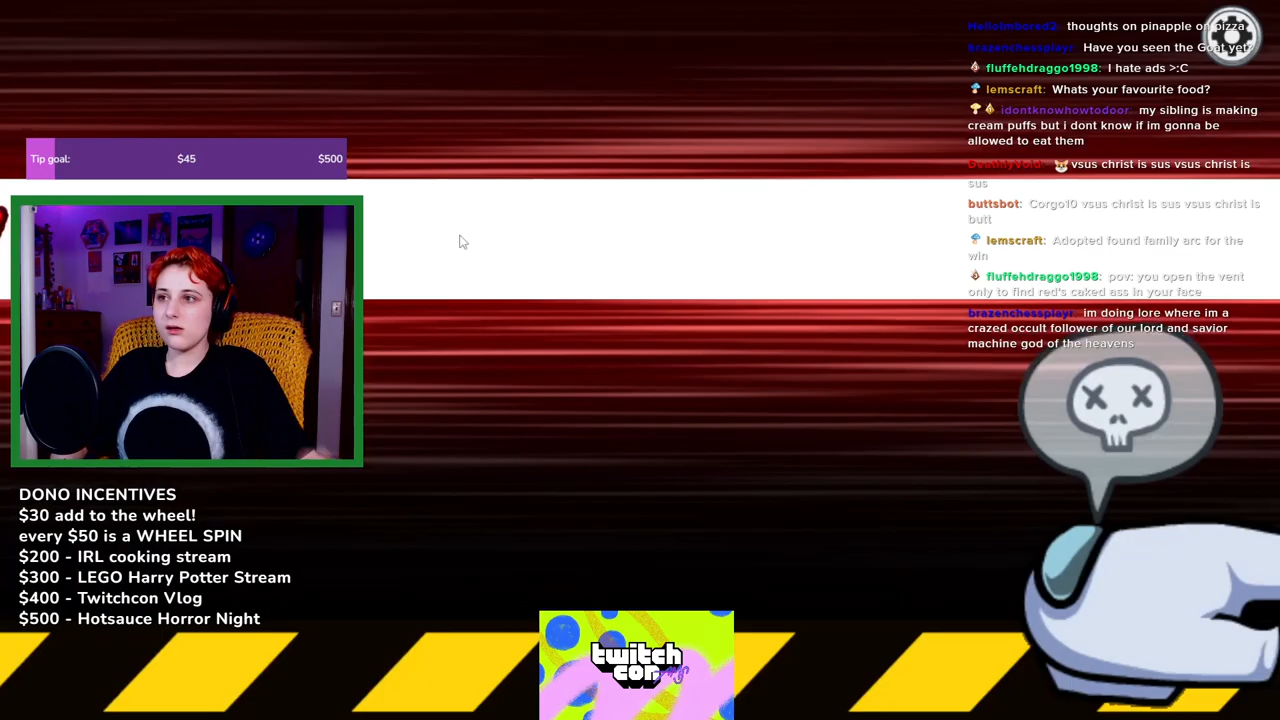 HelloImbored2: thoughts on pinapple on pizza
brazenchessplayr: Have you seen the Goat yet?
fluffehdraggo1998: I hate ads >:C
lemscraft: Whats your favourite food?
idontknowhowtodoor: my sibling is making
cream puffs but i dont know if im gonna be
allowed to eat them
DeathlyVoid: vsus christ is sus vsus christ is
sus
buttsbot: Corgo10 vsus christ is sus vsus christ is
butt
lemscraft: Adopted found family arc for the
win
fluffehdraggo1998: pov: you open the vent
only to find red's caked ass in your face
brazenchessplayr: im doing lore where im a
crazed occult follower of our lord and savior
machine god of the heavens
Tip goal: $45 $500
DONO INCENTIVES
$30 add to the wheel!
every $50 is a WHEEL SPIN
$200 - IRL cooking stream
$300 - LEGO Harry Potter Stream
$400 - Twitchcon Vlog
$500 - Hotsauce Horror Night
twitch
con